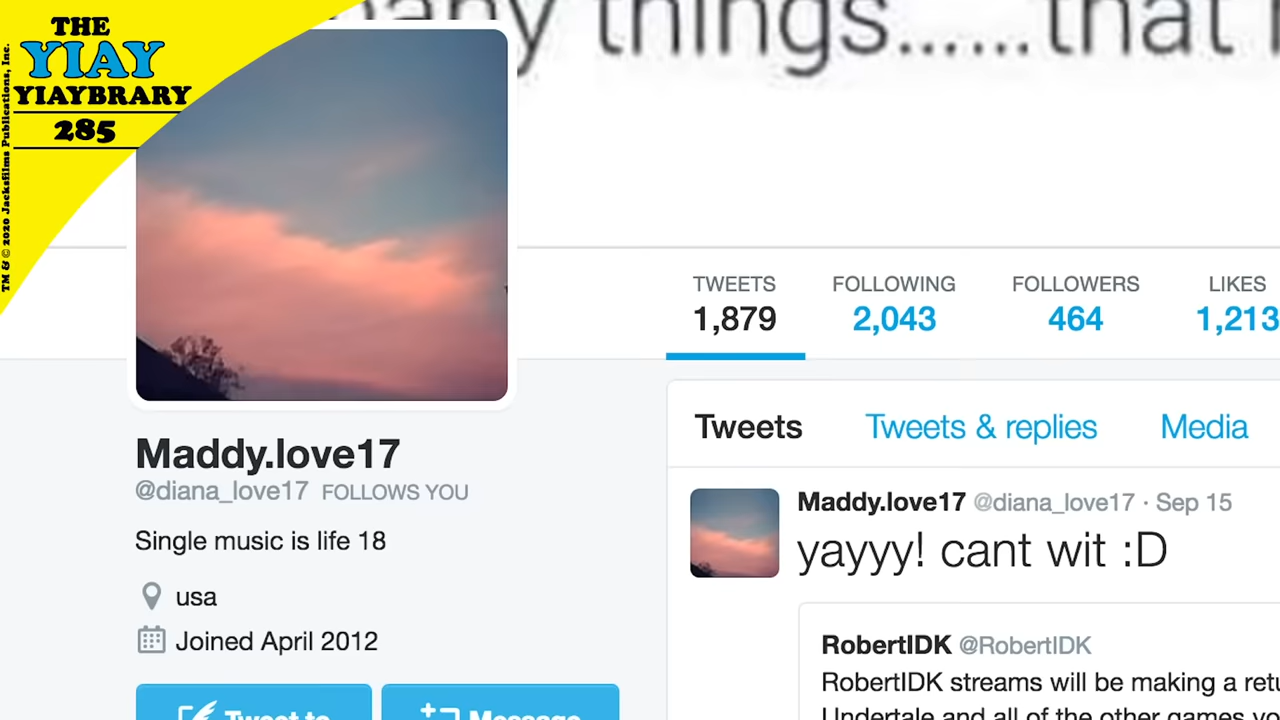 THE
YIAY
YIAYBRARY
285
TM & © 2020 Jacksfilms Publications, Inc.
things......that
TWEETS FOLLOWING FOLLOWERS LIKES
1,879 2,043 464 1,213
Tweets Tweets & replies Media
Maddy.love17
@diana_love17 FOLLOWS YOU
Single music is life 18
usa
Joined April 2012
Tweet to Message
Maddy.love17 @diana_love17 · Sep 15
yayyy! cant wit :D
RobertIDK @RobertIDK
RobertIDK streams will be making a retu
Undertale and all of the other games yo